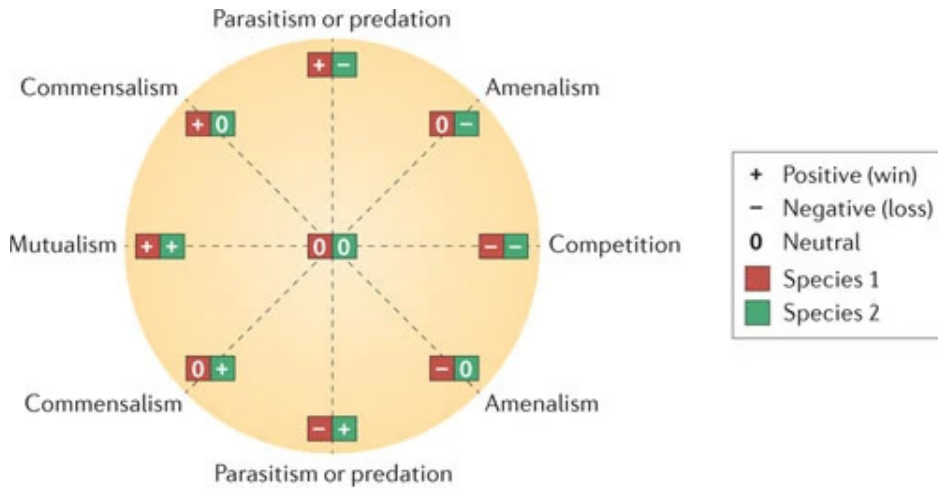 Parasitism or predation
+ −
Commensalism
+ 0
Amenalism
0 −
Mutualism
+ +
0 0
− −
Competition
0 +
Commensalism
− 0
Amenalism
− +
Parasitism or predation
+ Positive (win)
− Negative (loss)
0 Neutral
Species 1
Species 2